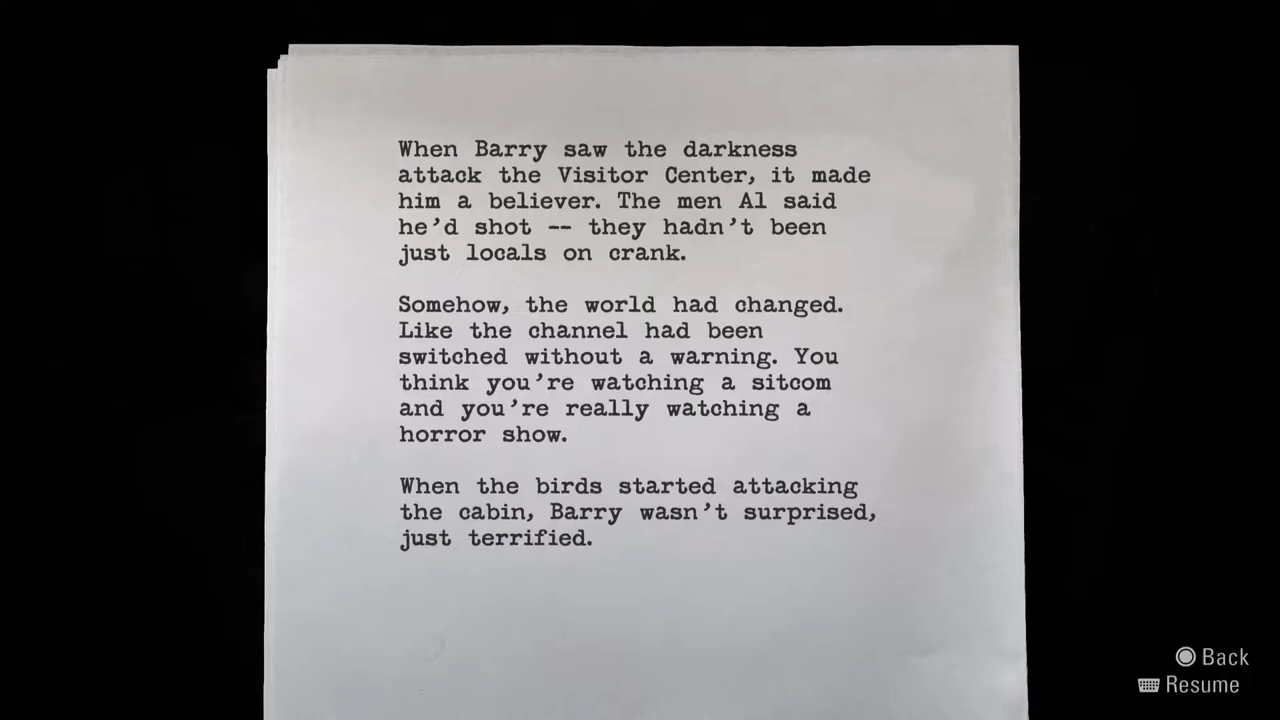 When Barry saw the darkness
attack the Visitor Center, it made
him a believer. The men Al said
he’d shot -- they hadn’t been
just locals on crank.
Somehow, the world had changed.
Like the channel had been
switched without a warning. You
think you’re watching a sitcom
and you’re really watching a
horror show.
When the birds started attacking
the cabin, Barry wasn’t surprised,
just terrified.
Back
Resume